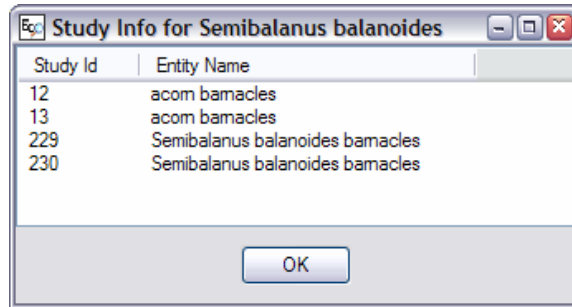 Eco Study Info for Semibalanus balanoides
Study Id Entity Name
12 acorn barnacles
13 acorn barnacles
229 Semibalanus balanoides barnacles
230 Semibalanus balanoides barnacles
OK